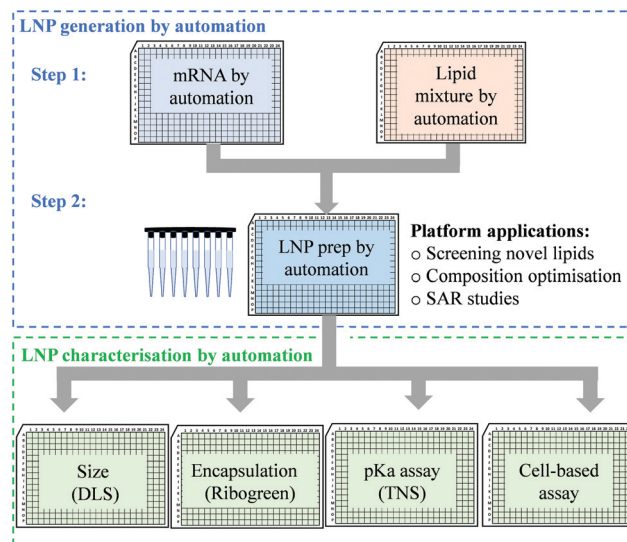 LNP generation by automation
Step 1:
mRNA by
automation
Lipid
mixture by
automation
Step 2:
LNP prep by
automation
Platform applications:
○ Screening novel lipids
○ Composition optimisation
○ SAR studies
LNP characterisation by automation
Size
(DLS)
Encapsulation
(Ribogreen)
pKa assay
(TNS)
Cell-based
assay